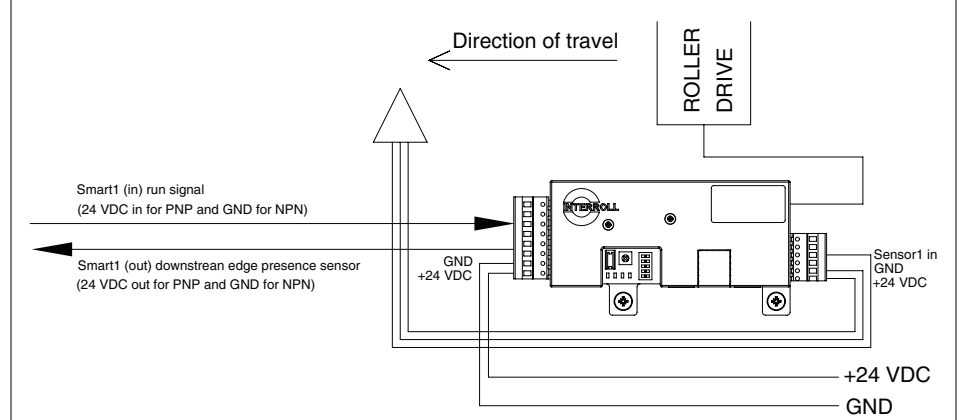 Direction of travel
ROLLER
DRIVE
Smart1 (in) run signal
(24 VDC in for PNP and GND for NPN)
INTERROLL
Smart1 (out) downstrean edge presence sensor
(24 VDC out for PNP and GND for NPN)
GND
+24 VDC
Sensor1 in
GND
+24 VDC
+24 VDC
GND